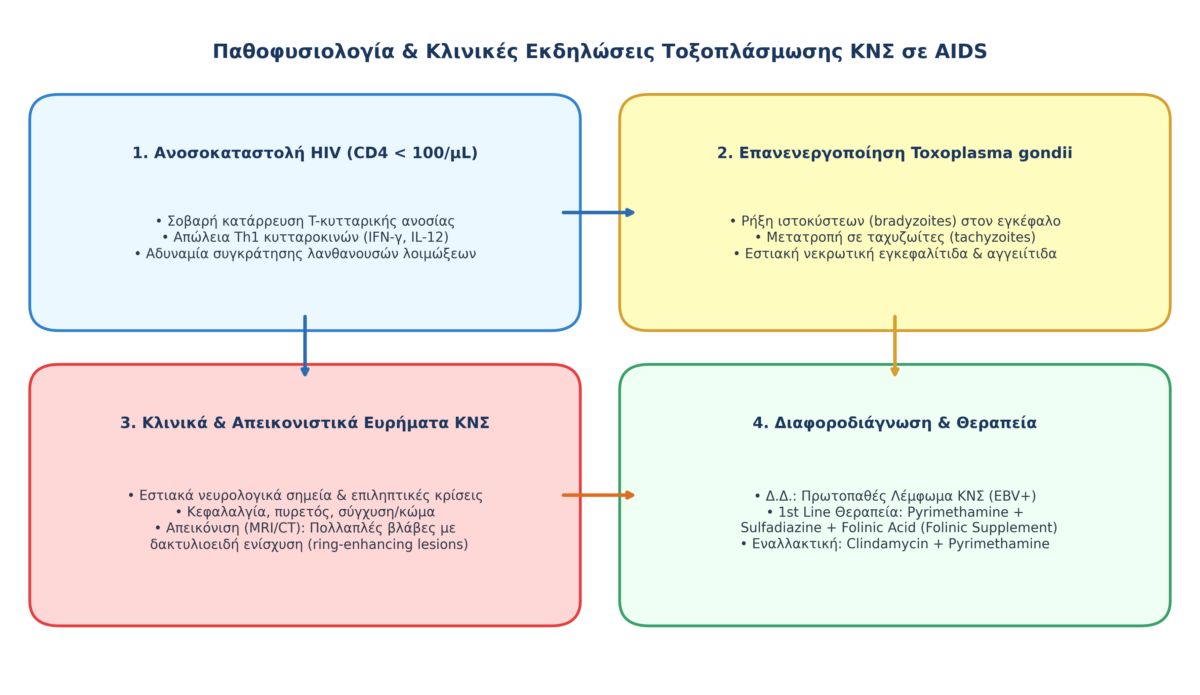 Παθοφυσιολογία & Κλινικές Εκδηλώσεις Τοξοπλάσμωσης ΚΝΣ σε AIDS
1. Ανοσοκαταστολή HIV (CD4 < 100/μL)
• Σοβαρή κατάρρευση Τ-κυτταρικής ανοσίας
• Απώλεια Th1 κυτταροκινών (IFN-γ, IL-12)
• Αδυναμία συγκράτησης λανθανουσών λοιμώξεων
2. Επανενεργοποίηση Toxoplasma gondii
• Ρήξη ιστοκύστεων (bradyzoites) στον εγκέφαλο
• Μετατροπή σε ταχυζωίτες (tachyzoites)
• Εστιακή νεκρωτική εγκεφαλίτιδα & αγγειίτιδα
3. Κλινικά & Απεικονιστικά Ευρήματα ΚΝΣ
• Εστιακά νευρολογικά σημεία & επιληπτικές κρίσεις
• Κεφαλαλγία, πυρετός, σύγχυση/κώμα
• Απεικόνιση (MRI/CT): Πολλαπλές βλάβες με
δακτυλιοειδή ενίσχυση (ring-enhancing lesions)
4. Διαφοροδιάγνωση & Θεραπεία
• Δ.Δ.: Πρωτοπαθές Λέμφωμα ΚΝΣ (EBV+)
• 1st Line Θεραπεία: Pyrimethamine +
Sulfadiazine + Folinic Acid (Folinic Supplement)
• Εναλλακτική: Clindamycin + Pyrimethamine